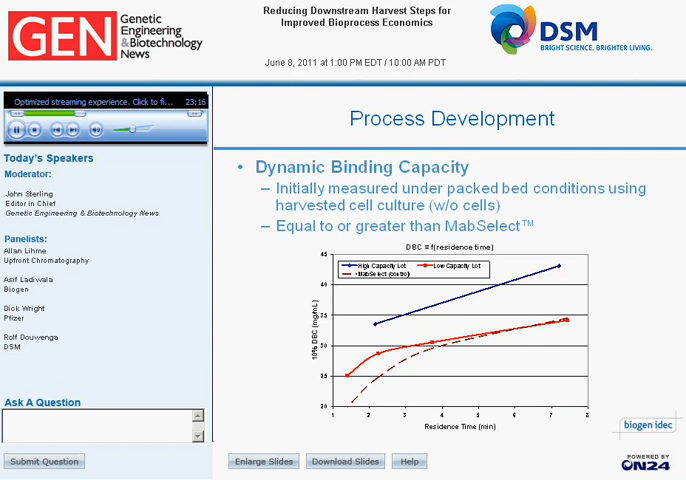 GEN Genetic
Engineering
& Biotechnology
News
Reducing Downstream Harvest Steps for
Improved Bioprocess Economics
June 8, 2011 at 1:00 PM EDT / 10:00 AM PDT
DSM
BRIGHT SCIENCE. BRIGHTER LIVING.
Optimized streaming experience. Click to fi... 23:16
Today's Speakers
Moderator:
John Sterling
Editor in Chief
Genetic Engineering & Biotechnology News
Panelists:
Allan Lihme
Upfront Chromatography
Asif Ladiwala
Biogen
Dick Wright
Pfizer
Rolf Douwenga
DSM
Ask A Question
Submit Question
Process Development
• Dynamic Binding Capacity
– Initially measured under packed bed conditions using
harvested cell culture (w/o cells)
– Equal to or greater than MabSelect™
DBC = f(residence time)
High Capacity Lot Low Capacity Lot
MabSelect (control)
10% DBC (mg/mL)
45
40
35
30
25
20
1 2 3 4 5 6 7 8
Residence Time (min)
biogen idec
Enlarge Slides Download Slides Help
POWERED BY
ON24